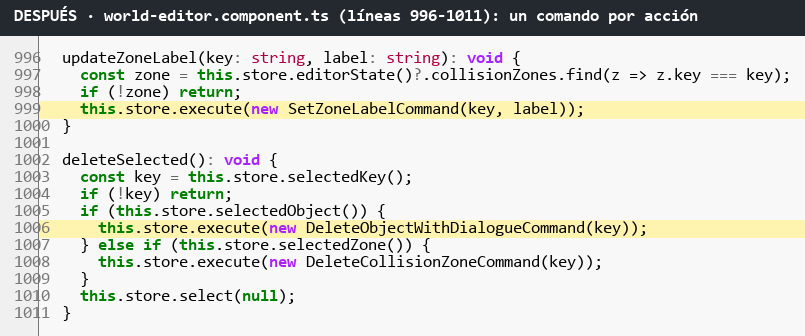 DESPUÉS · world-editor.component.ts (líneas 996-1011): un comando por acción
996 updateZoneLabel(key: string, label: string): void {
997 const zone = this.store.editorState()?.collisionZones.find(z => z.key === key);
998 if (!zone) return;
999 this.store.execute(new SetZoneLabelCommand(key, label));
1000 }
1001
1002 deleteSelected(): void {
1003 const key = this.store.selectedKey();
1004 if (!key) return;
1005 if (this.store.selectedObject()) {
1006 this.store.execute(new DeleteObjectWithDialogueCommand(key));
1007 } else if (this.store.selectedZone()) {
1008 this.store.execute(new DeleteCollisionZoneCommand(key));
1009 }
1010 this.store.select(null);
1011 }